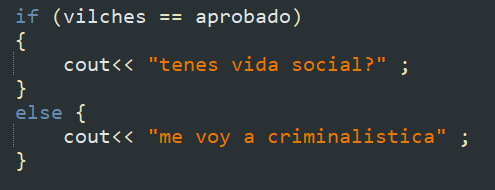 if (vilches == aprobado)
{
cout<< "tenes vida social?" ;
}
else {
cout<< "me voy a criminalistica" ;
}